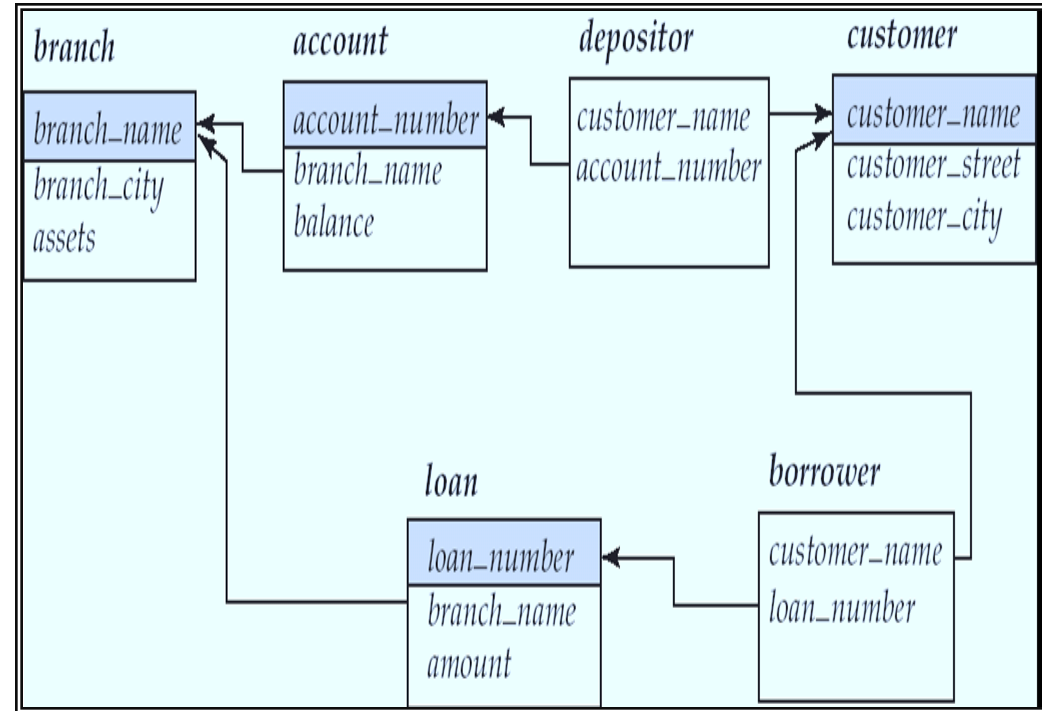 branch
branch_name
branch_city
assets
account
account_number
branch_name
balance
depositor
customer_name
account_number
customer
customer_name
customer_street
customer_city
loan
loan_number
branch_name
amount
borrower
customer_name
loan_number